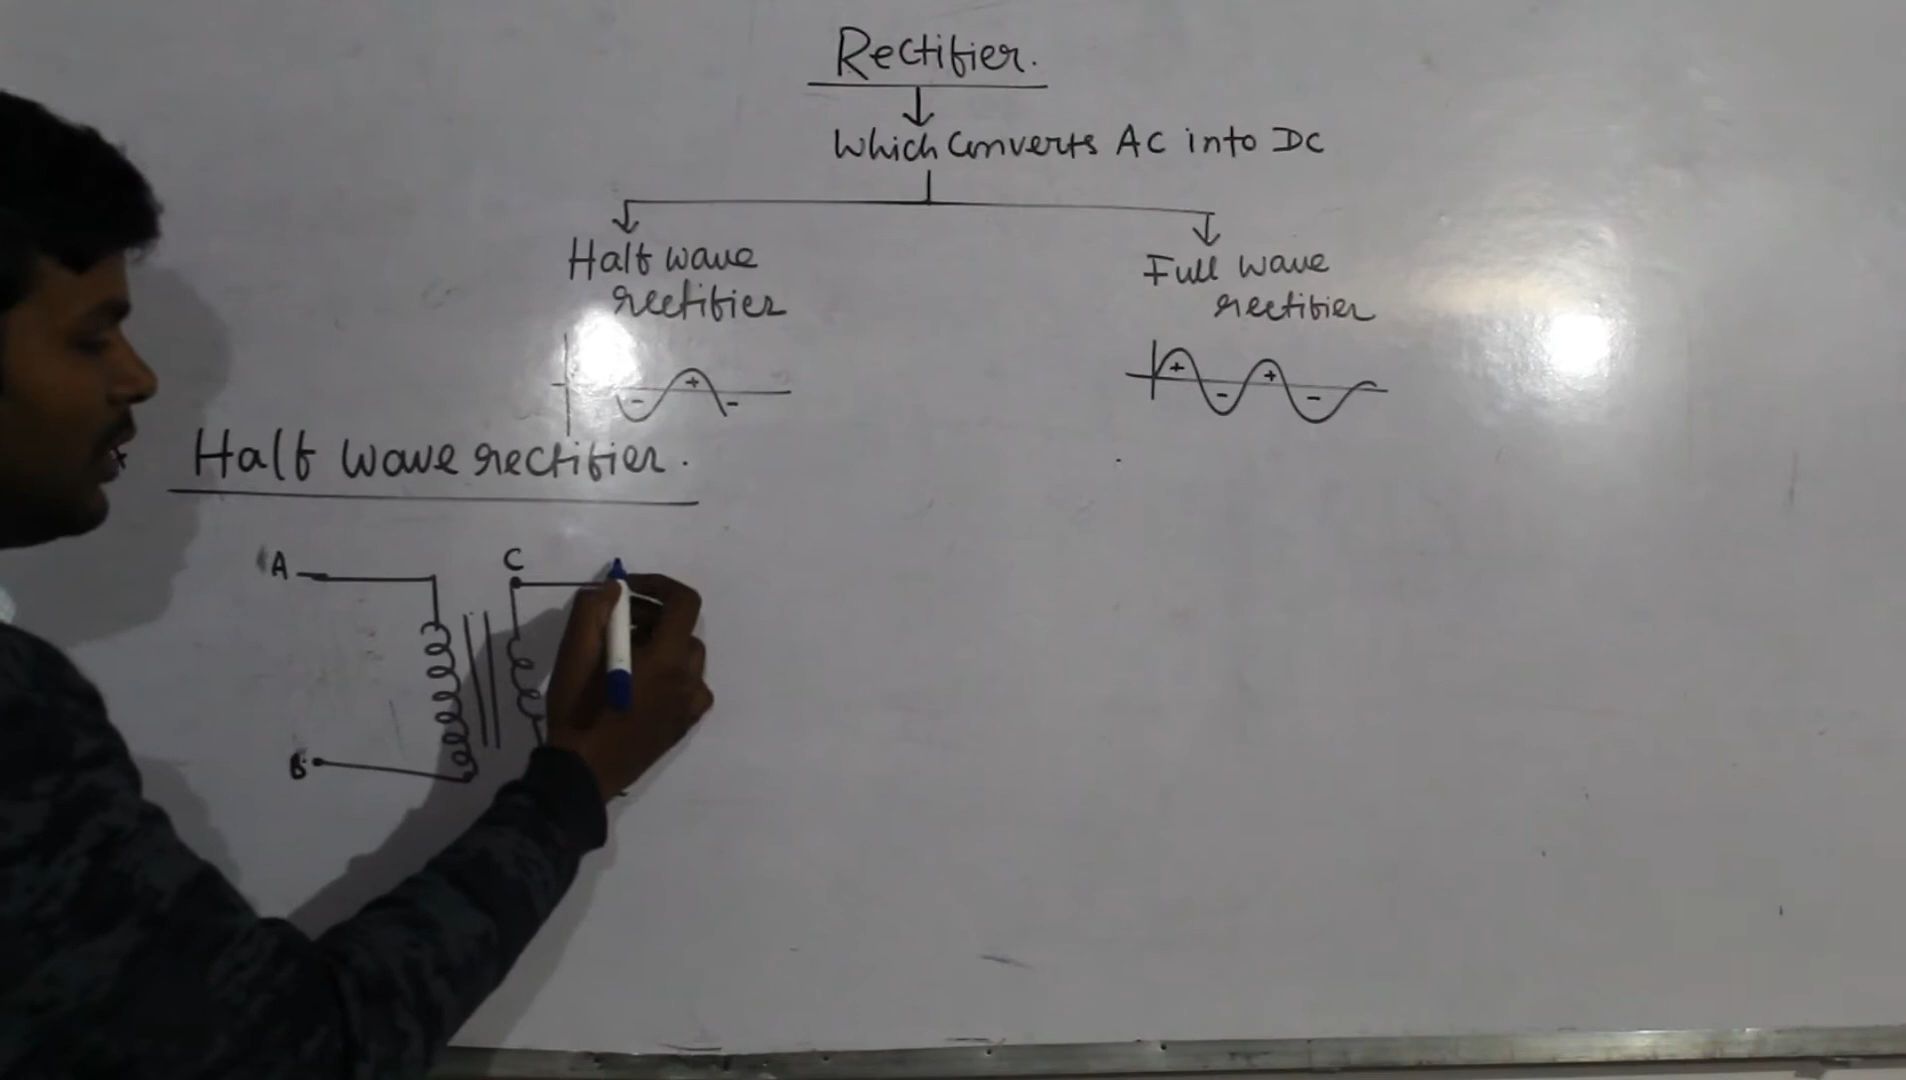 Rectifier.
Which Converts AC into DC
Half wave
rectifier
Full wave
rectifier
- + -
+ - + -
Half wave rectifier.
A
C
B